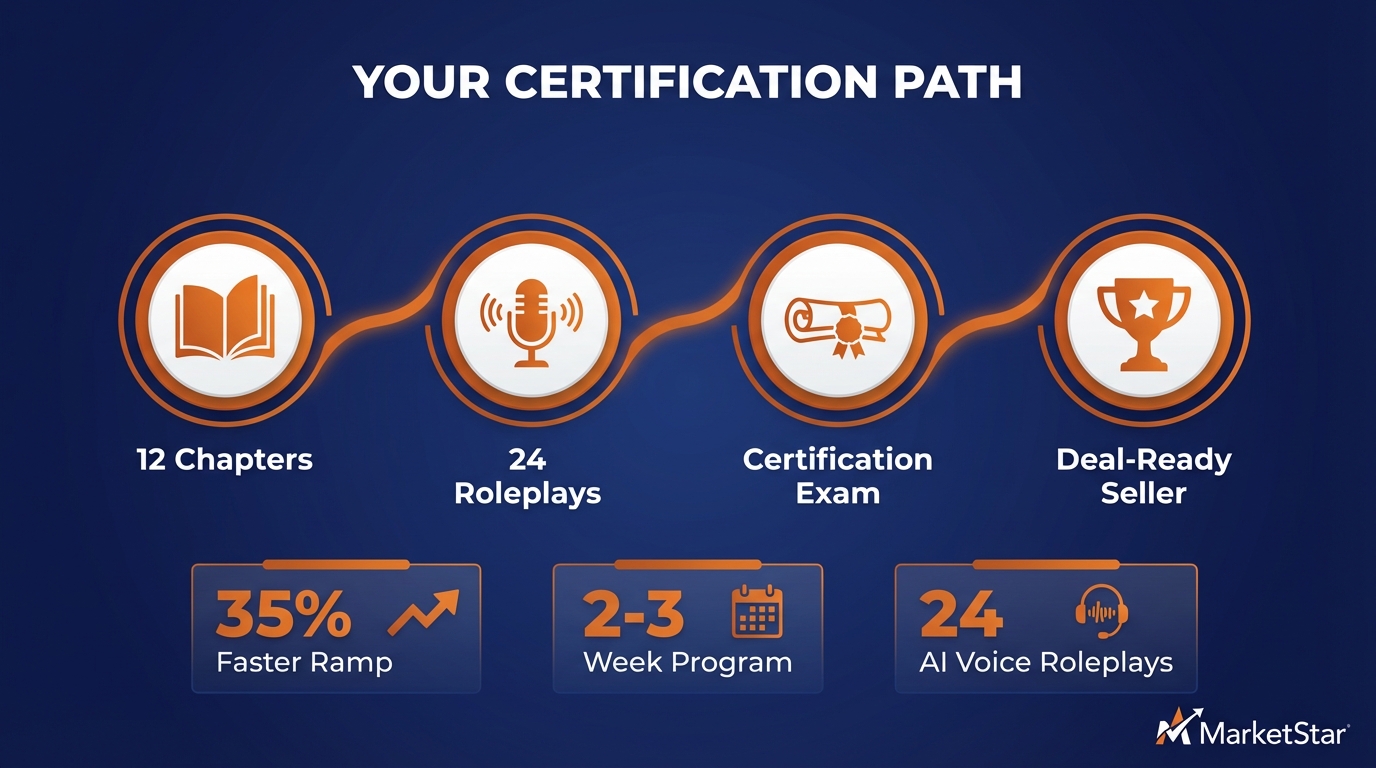 YOUR CERTIFICATION PATH
12 Chapters
24
Roleplays
Certification
Exam
Deal-Ready
Seller
35%
Faster Ramp
2-3
Week Program
24
AI Voice Roleplays
MarketStar